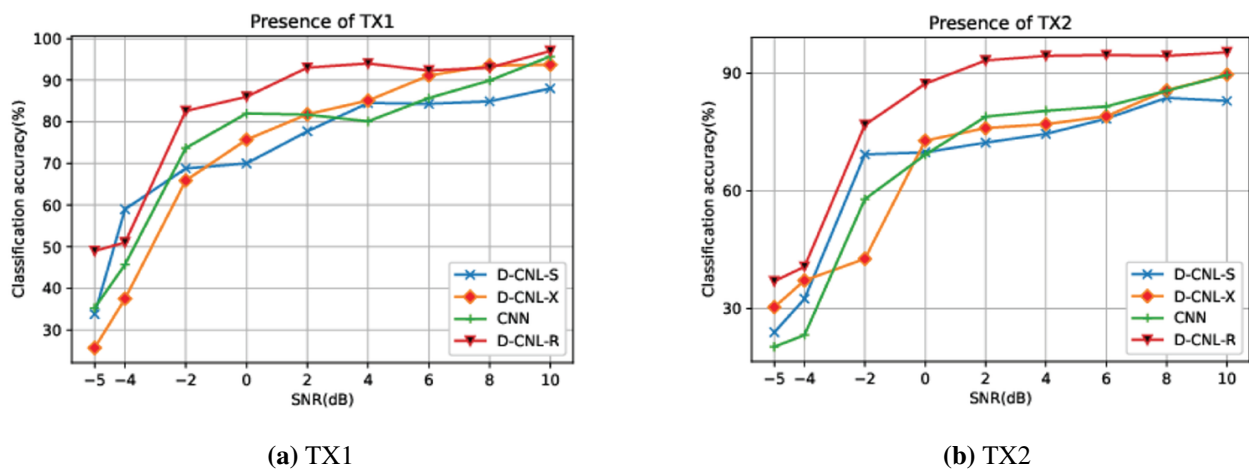 Presence of TX1
Classification accuracy(%)
100
90
80
70
60
50
40
30
−5 −4 −2 0 2 4 6 8 10
SNR(dB)
D-CNL-S
D-CNL-X
CNN
D-CNL-R
(a) TX1
Presence of TX2
Classification accuracy(%)
90
60
30
−5 −4 −2 0 2 4 6 8 10
SNR(dB)
D-CNL-S
D-CNL-X
CNN
D-CNL-R
(b) TX2